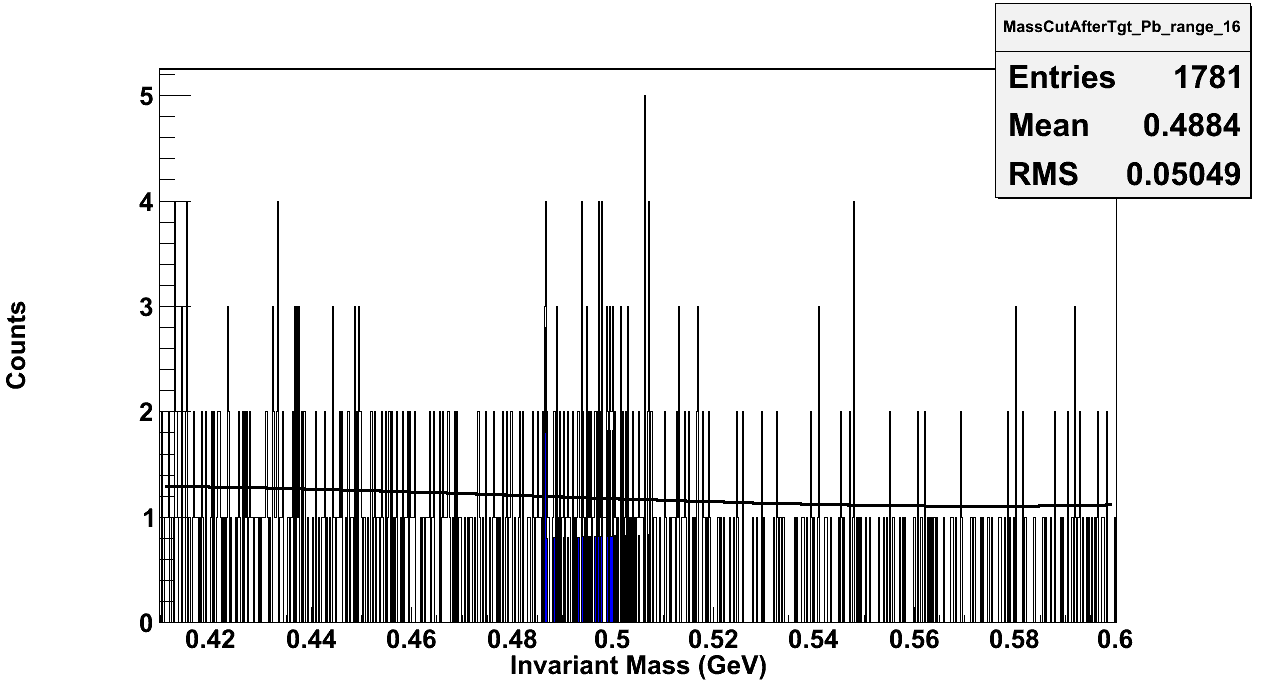 MassCutAfterTgt_Pb_range_16
Entries 1781
Mean 0.4884
RMS 0.05049
5
4
3
2
1
0
Counts
0.42 0.44 0.46 0.48 0.5 0.52 0.54 0.56 0.58 0.6
Invariant Mass (GeV)